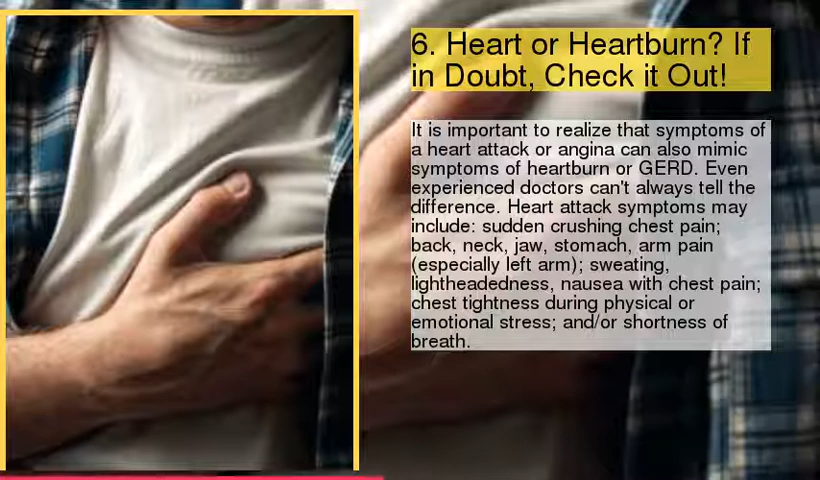 6. Heart or Heartburn? If
in Doubt, Check it Out!
It is important to realize that symptoms of
a heart attack or angina can also mimic
symptoms of heartburn or GERD. Even
experienced doctors can't always tell the
difference. Heart attack symptoms may
include: sudden crushing chest pain;
back, neck, jaw, stomach, arm pain
(especially left arm); sweating,
lightheadedness, nausea with chest pain;
chest tightness during physical or
emotional stress; and/or shortness of
breath.